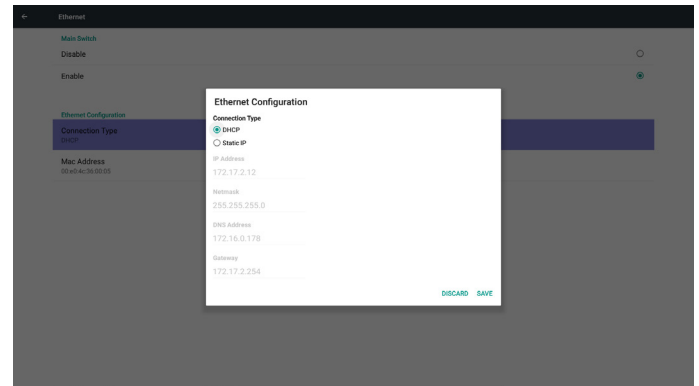 Ethernet
Main Switch
Disable
Enable
Ethernet Configuration
Connection Type
DHCP
Mac Address
00:e0:4c:36:00:03
Ethernet Configuration
Connection Type
DHCP
Static IP
IP Address
172.17.2.12
Netmask
255.255.255.0
DNS Address
172.16.0.178
Gateway
172.17.2.254
DISCARD SAVE